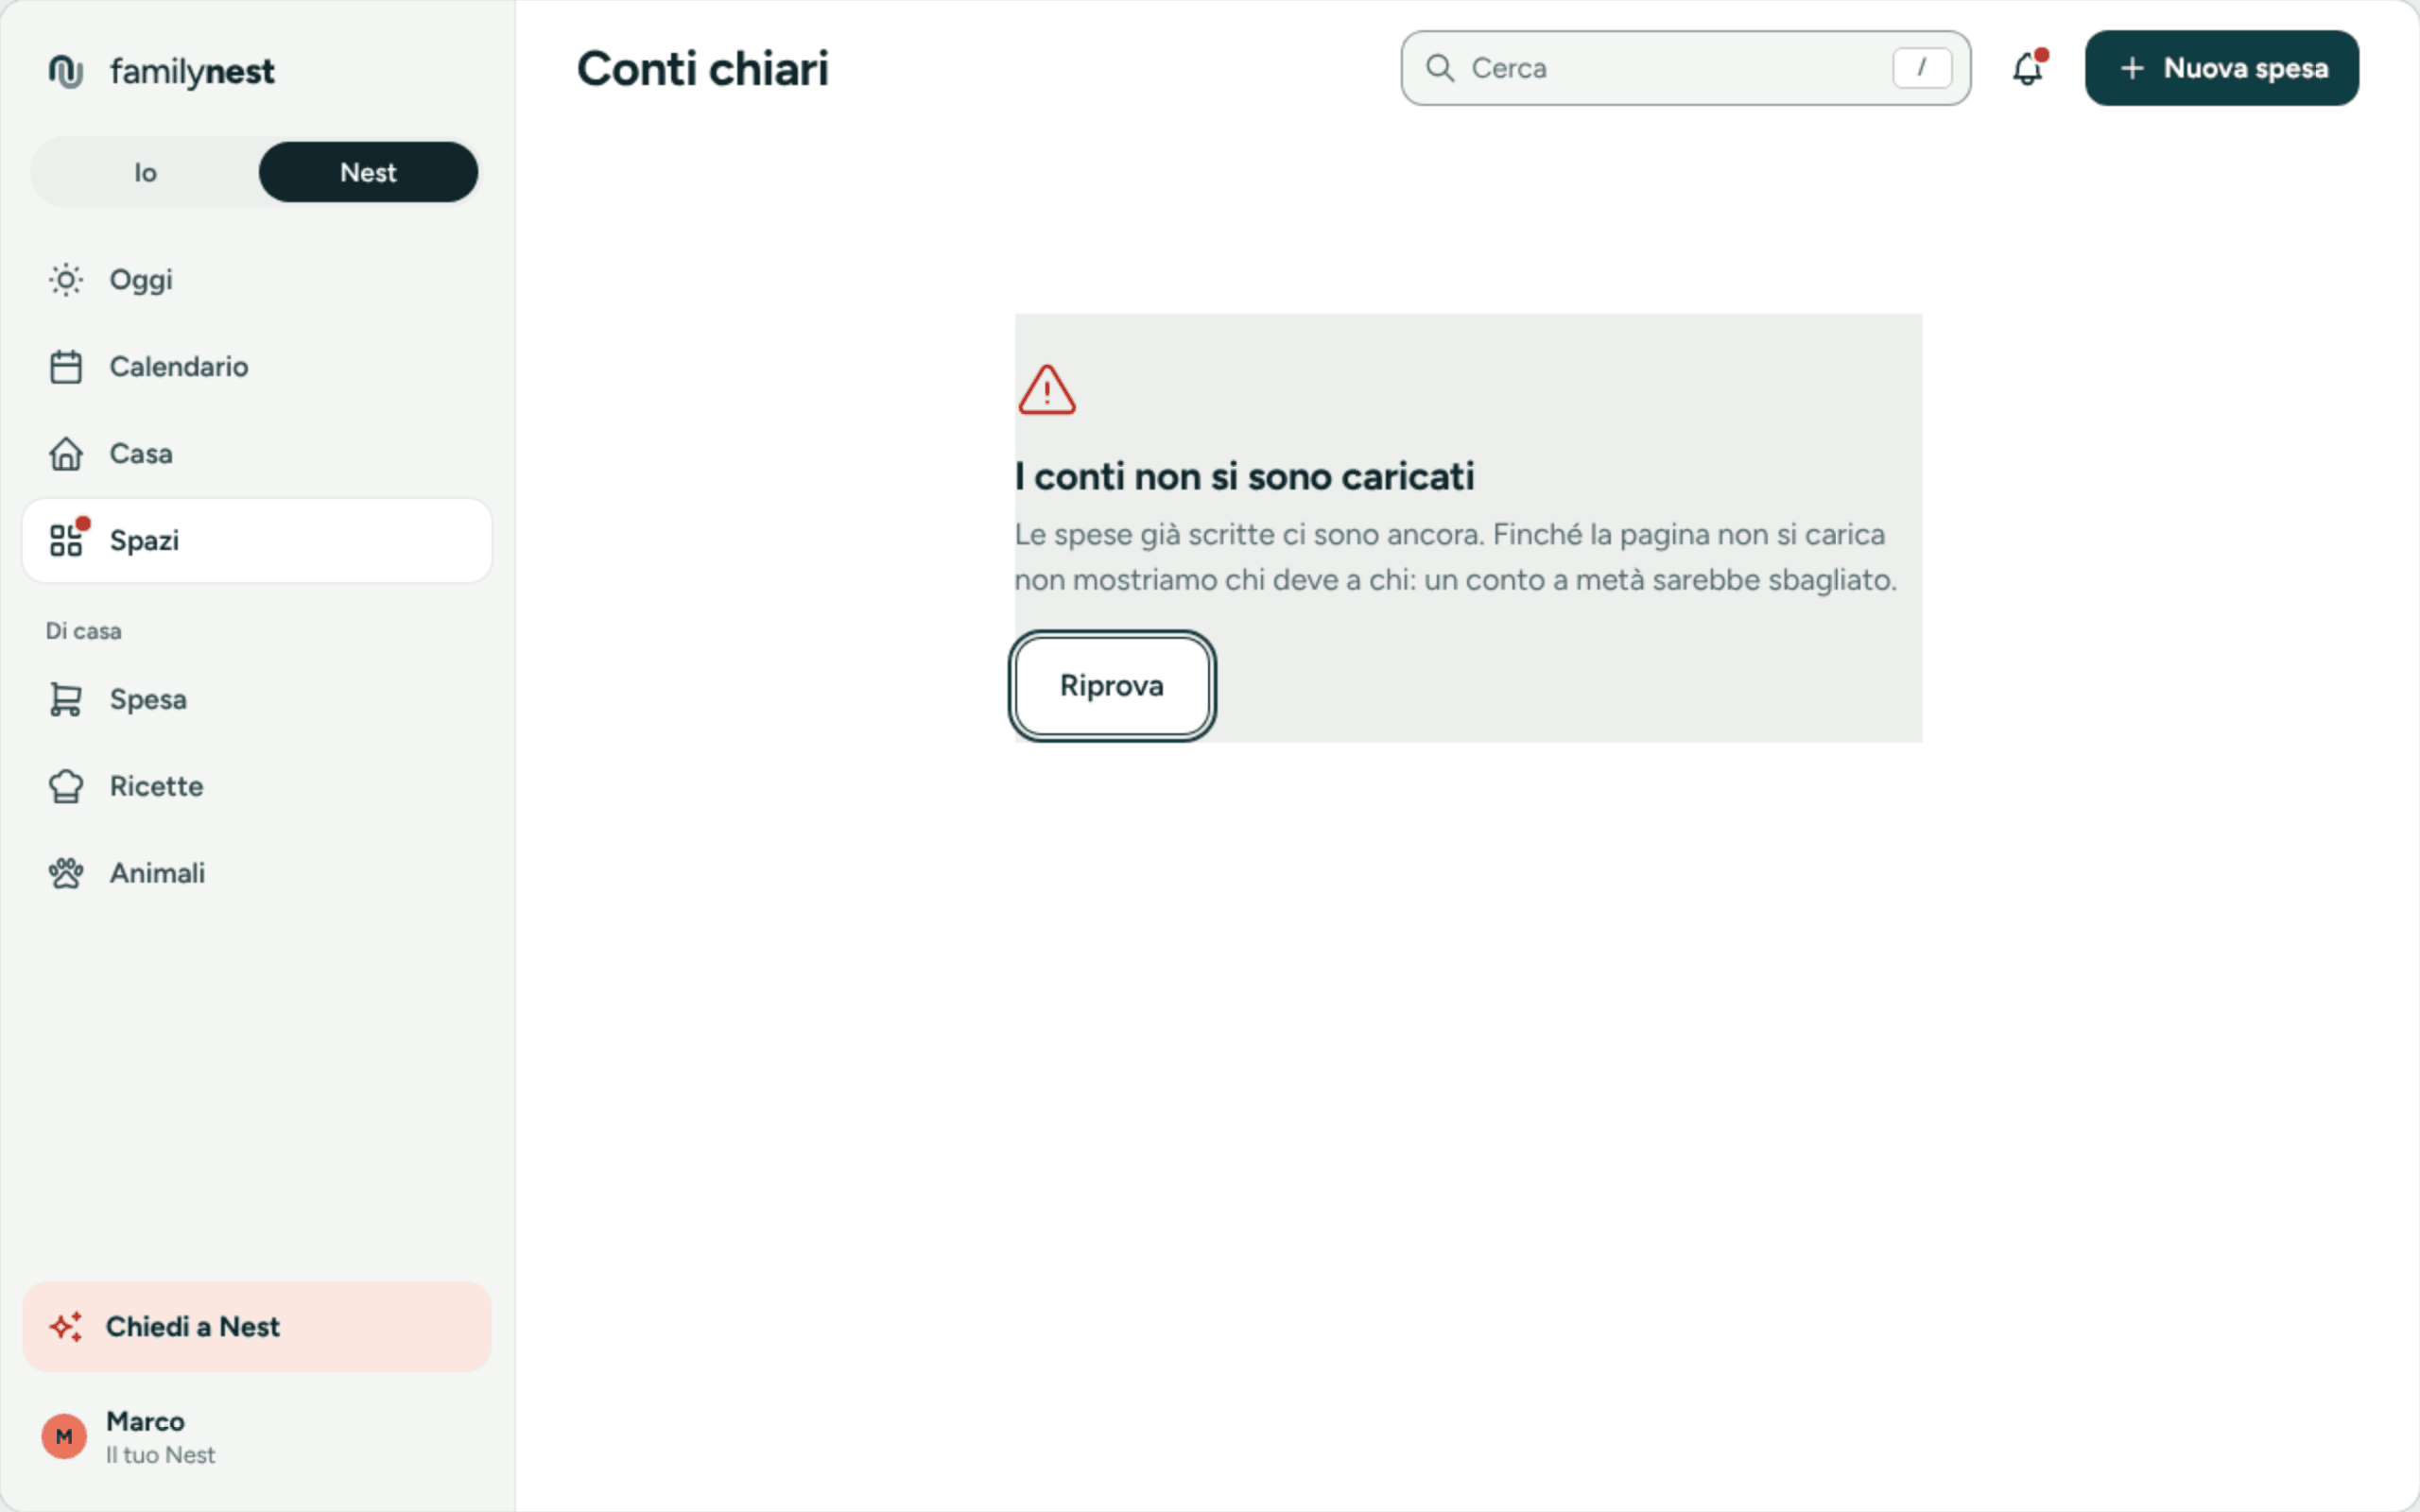 familynest
Io
Nest
Oggi
Calendario
Casa
Spazi
Di casa
Spesa
Ricette
Animali
Chiedi a Nest
M
Marco
Il tuo Nest
Conti chiari
Cerca
/
Nuova spesa
I conti non si sono caricati
Le spese già scritte ci sono ancora. Finché la pagina non si carica
non mostriamo chi deve a chi: un conto a metà sarebbe sbagliato.
Riprova